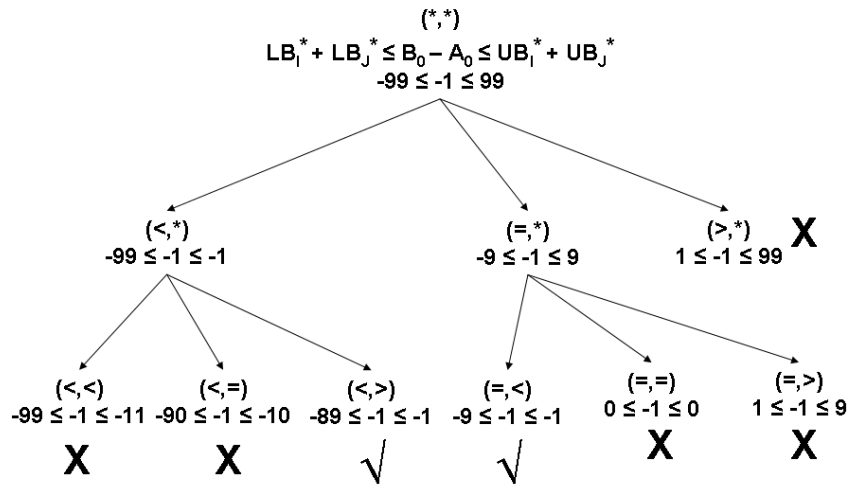 (*,*)
LB_I^* + LB_J^* ≤ B_0 – A_0 ≤ UB_I^* + UB_J^*
-99 ≤ -1 ≤ 99
(<,*)
-99 ≤ -1 ≤ -1
(=,*)
-9 ≤ -1 ≤ 9
(>,*)
1 ≤ -1 ≤ 99
X
(<,<)
-99 ≤ -1 ≤ -11
X
(<,=)
-90 ≤ -1 ≤ -10
X
(<,>)
-89 ≤ -1 ≤ -1
√
(=,<)
-9 ≤ -1 ≤ -1
√
(=,=)
0 ≤ -1 ≤ 0
X
(=,>)
1 ≤ -1 ≤ 9
X